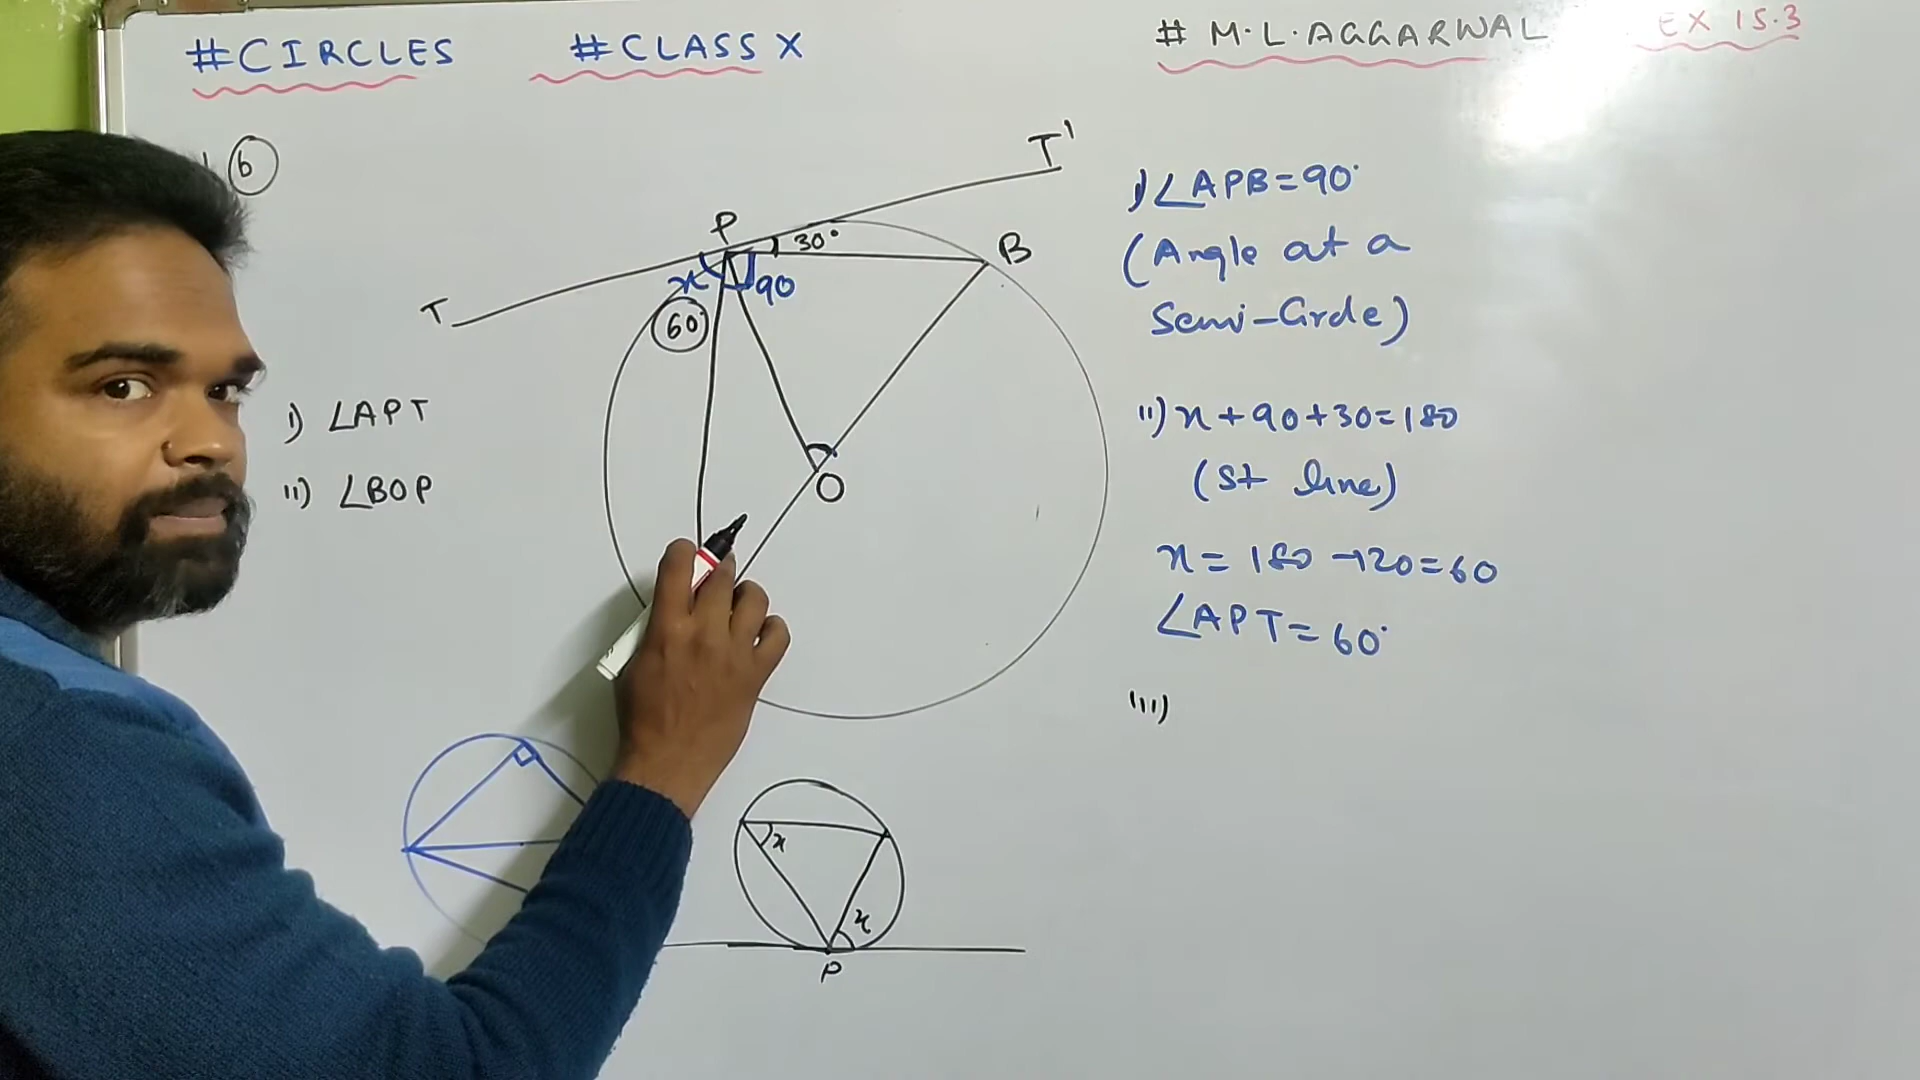 #CIRCLES #CLASS X # M.L.AGGARWAL EX 15.3
6
i) ∠APT
ii) ∠BOP
T'
P
30°
B
T
x
90
60°
O
x
x
P
i) ∠APB=90°
(Angle at a
Semi-Circle)
ii) x+90+30=180
(St line)
x=180-120=60
∠APT=60°
iii)